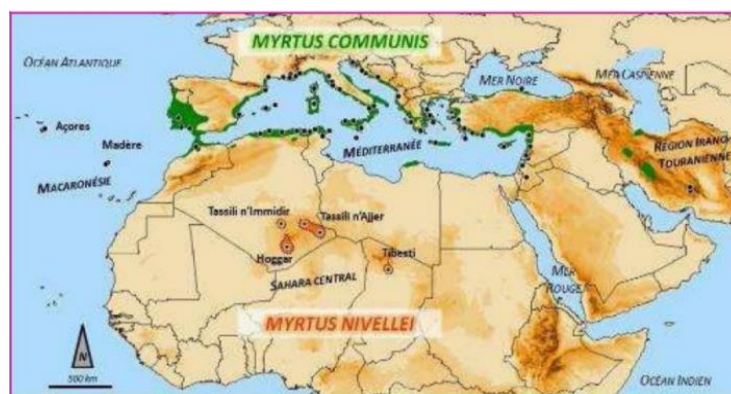 MYRTUS COMMUNIS
OCÉAN ATLANTIQUE
MER NOIRE
MER CASPIENNE
Açores
Madère
MACARONÉSIE
MÉDITERRANÉE
RÉGION IRANO-
TOURANIENNE
Tassili n'Immidir
Tassili n'Ajjer
Hoggar
Tibesti
SAHARA CENTRAL
MER
ROUGE
MYRTUS NIVELLEI
N
500 km
OCÉAN INDIEN